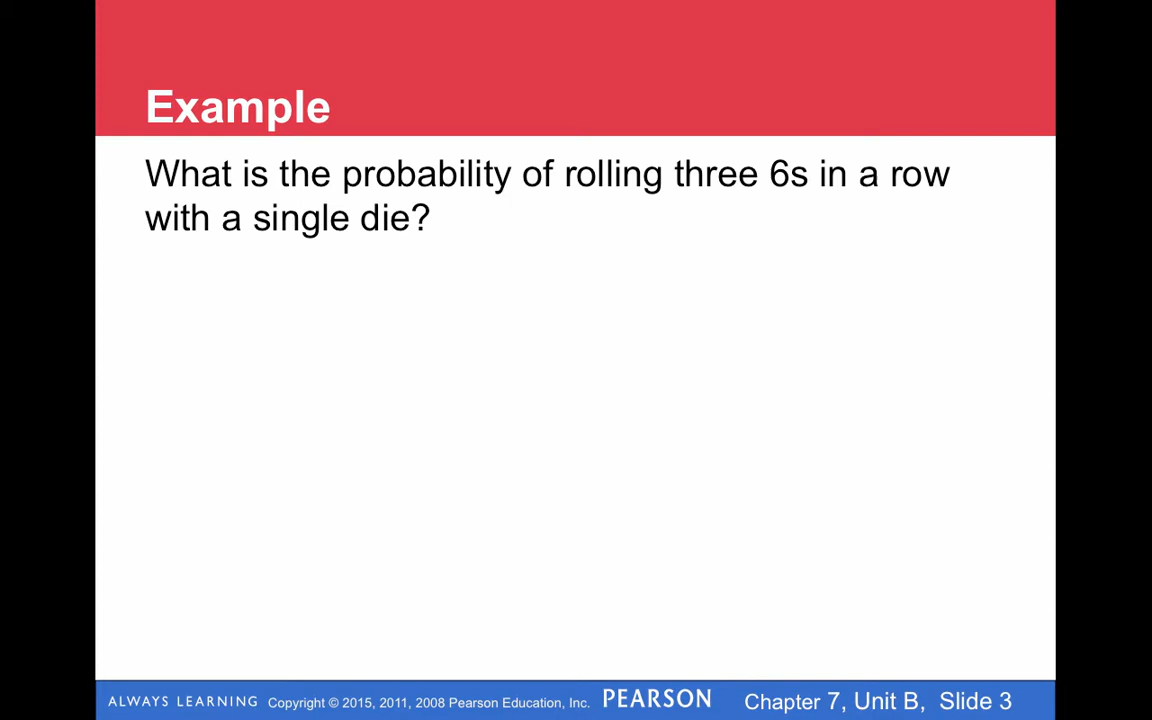 Example
What is the probability of rolling three 6s in a row
with a single die?
ALWAYS LEARNING Copyright © 2015, 2011, 2008 Pearson Education, Inc. PEARSON Chapter 7, Unit B, Slide 3